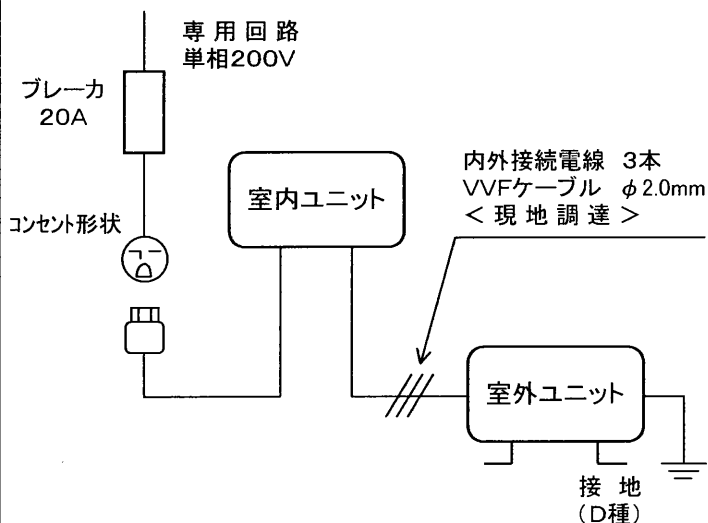 専用回路
単相200V
ブレーカ
20A
コンセント形状
室内ユニット
内外接続電線 3本
VVFケーブル φ2.0mm
＜現地調達＞
室外ユニット
接地
（D種）